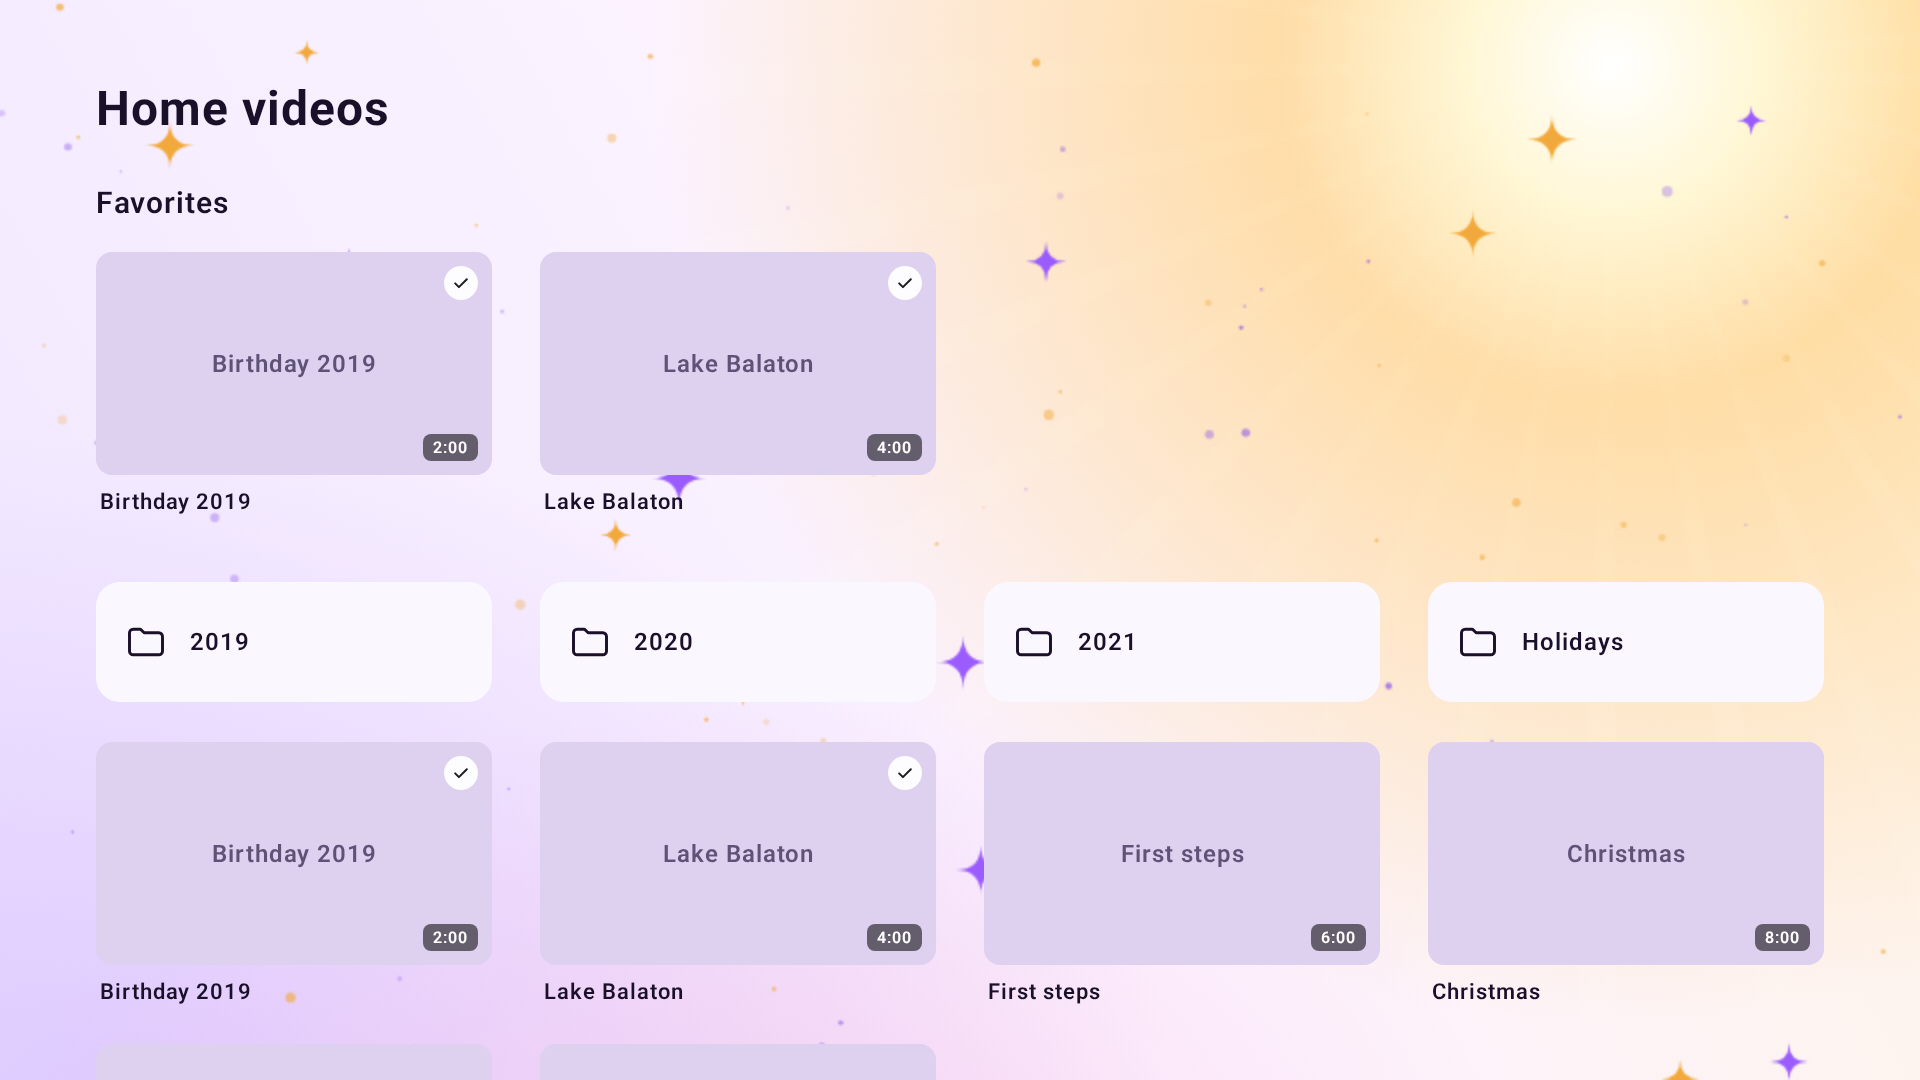 Home videos
Favorites
Birthday 2019
2:00
Birthday 2019
Lake Balaton
4:00
Lake Balaton
2019
2020
2021
Holidays
Birthday 2019
2:00
Birthday 2019
Lake Balaton
4:00
Lake Balaton
First steps
6:00
First steps
Christmas
8:00
Christmas